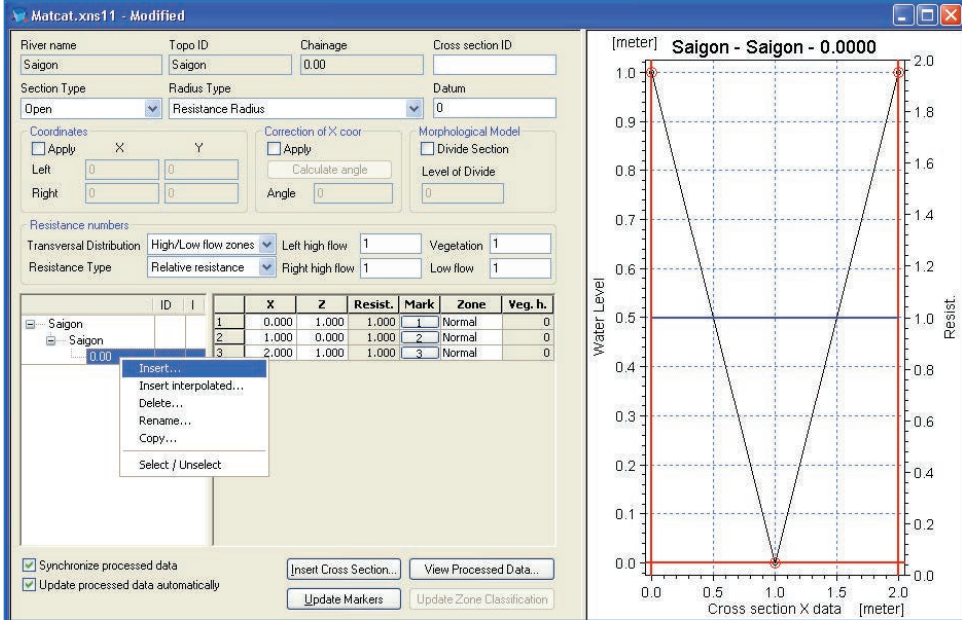 Matcat.xns11 - Modified
River name Topo ID Chainage Cross section ID
Saigon Saigon 0.00
Section Type Radius Type Datum
Open Resistance Radius 0
Coordinates Correction of X coor Morphological Model
Apply X Y Apply Divide Section
Left 0 0 Calculate angle Level of Divide
Right 0 0 Angle 0 0
Resistance numbers
Transversal Distribution High/Low flow zones Left high flow 1 Vegetation 1
Resistance Type Relative resistance Right high flow 1 Low flow 1
ID I
Saigon
Saigon
0.00
X Z Resist. Mark Zone Veg. h.
1 0.000 1.000 1.000 1 Normal 0
2 1.000 0.000 1.000 2 Normal 0
3 2.000 1.000 1.000 3 Normal 0
Insert...
Insert interpolated...
Delete...
Rename...
Copy...
Select / Unselect
Synchronize processed data
Update processed data automatically
Insert Cross Section... View Processed Data...
Update Markers Update Zone Classification
[meter] Saigon - Saigon - 0.0000
Water Level
1.0
0.9
0.8
0.7
0.6
0.5
0.4
0.3
0.2
0.1
0.0
2.0
1.8
1.6
1.4
1.2
1.0
0.8
0.6
0.4
0.2
0.0
Resist.
0.0 0.5 1.0 1.5 2.0
Cross section X data [meter]